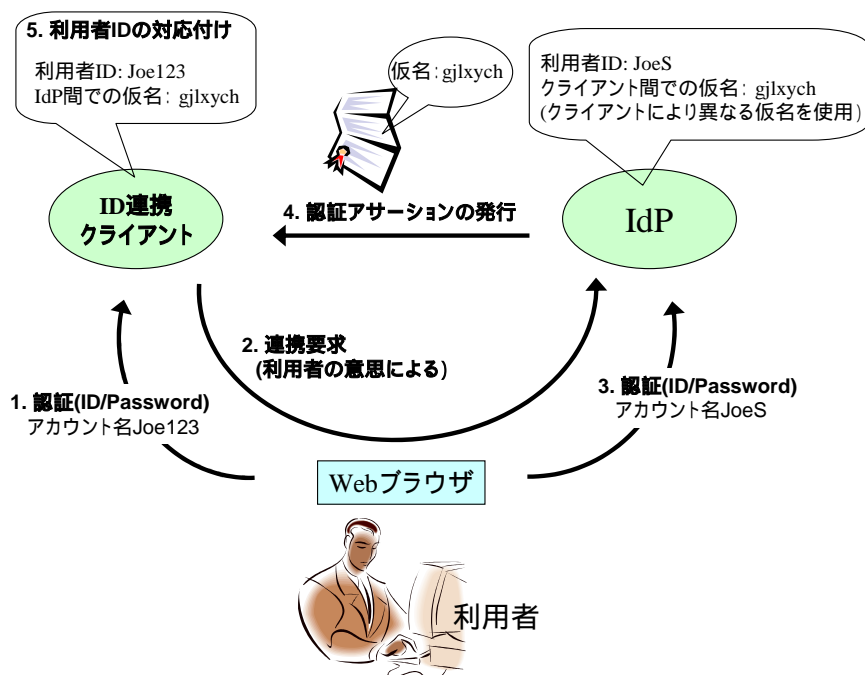 5. 利用者IDの対応付け
利用者ID: Joe123
IdP間での仮名: gjlxych
仮名: gjlxych
利用者ID: JoeS
クライアント間での仮名: gjlxych
(クライアントにより異なる仮名を使用)
ID連携
クライアント
4. 認証アサーションの発行
IdP
2. 連携要求
(利用者の意思による)
1. 認証(ID/Password)
アカウント名Joe123
3. 認証(ID/Password)
アカウント名JoeS
Webブラウザ
利用者